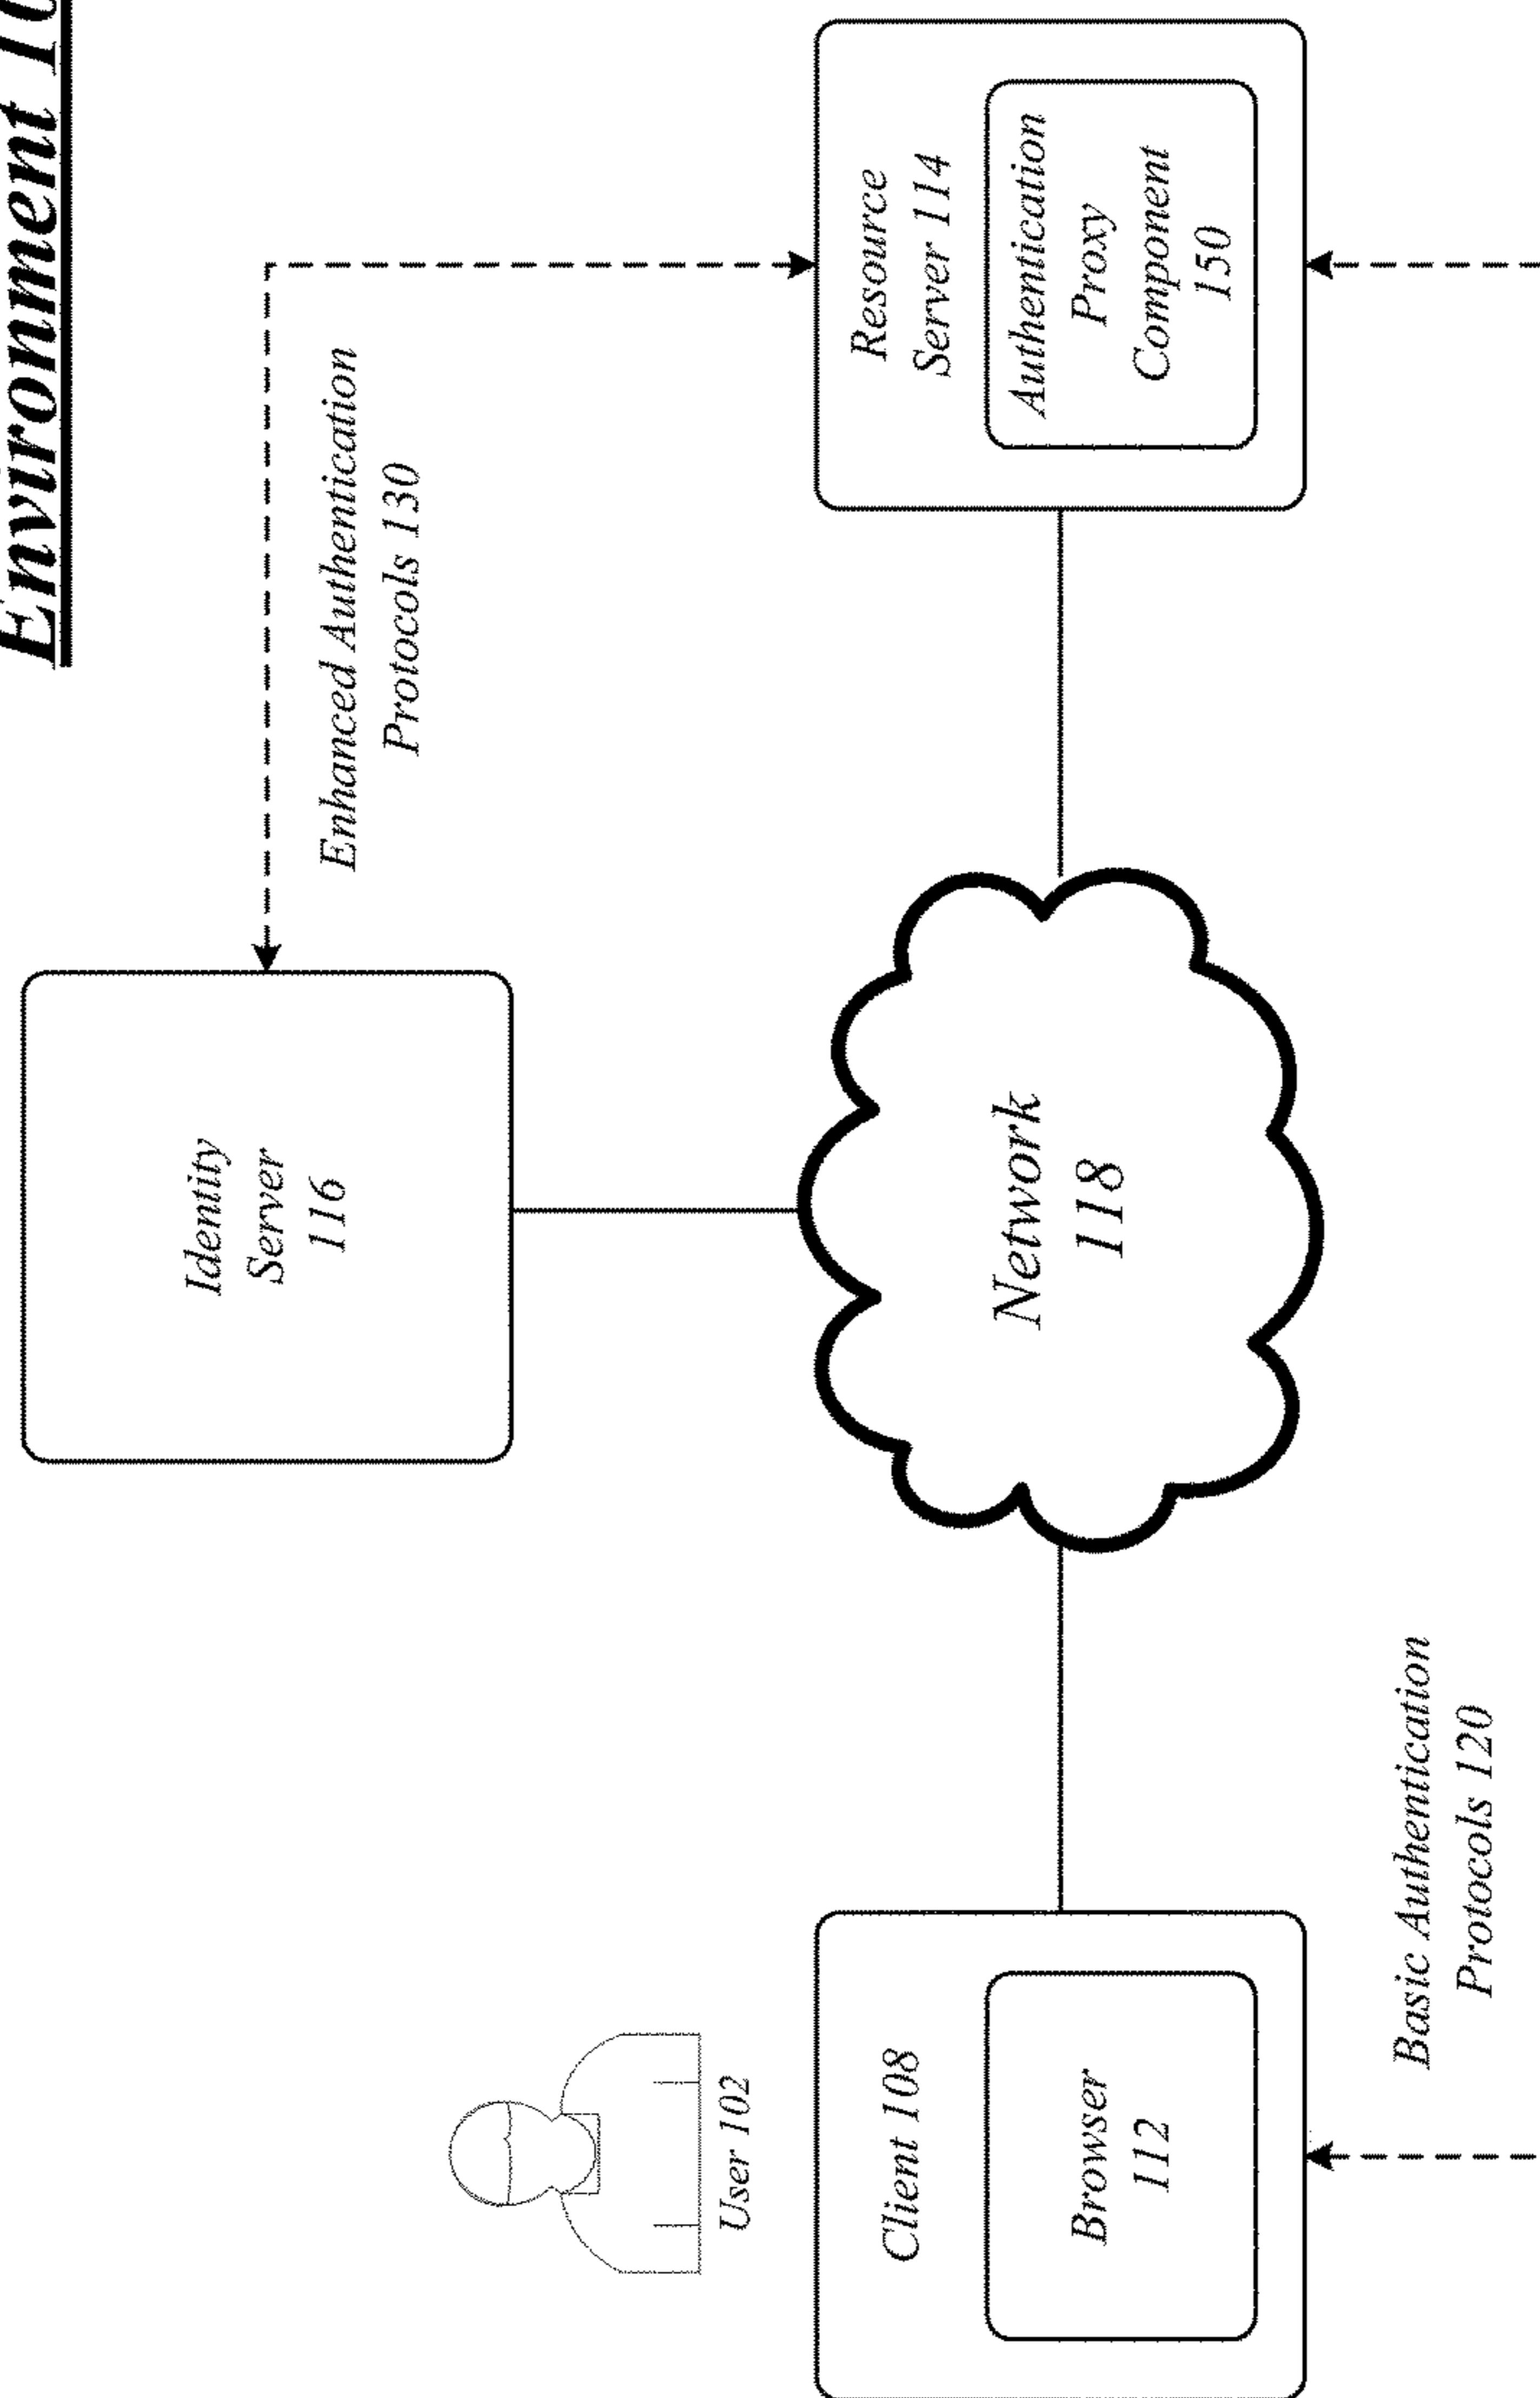 Environment 10
Identity
Server
116
Enhanced Authentication
Protocols 130
User 102
Client 108
Browser
112
Network
118
Resource
Server 114
Authentication
Proxy
Component
150
Basic Authentication
Protocols 120